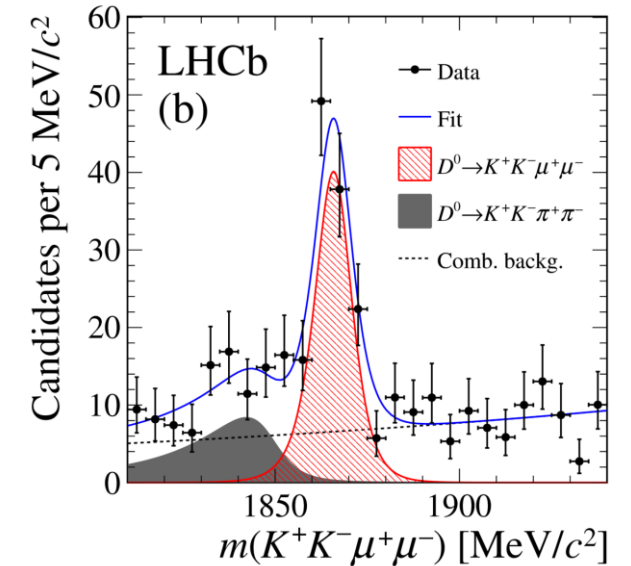 Candidates per 5 MeV/c²
60
50
40
30
20
10
0
LHCb
(b)
Data
Fit
D⁰→K⁺K⁻μ⁺μ⁻
D⁰→K⁺K⁻π⁺π⁻
Comb. backg.
1850 1900
m(K⁺K⁻μ⁺μ⁻) [MeV/c²]